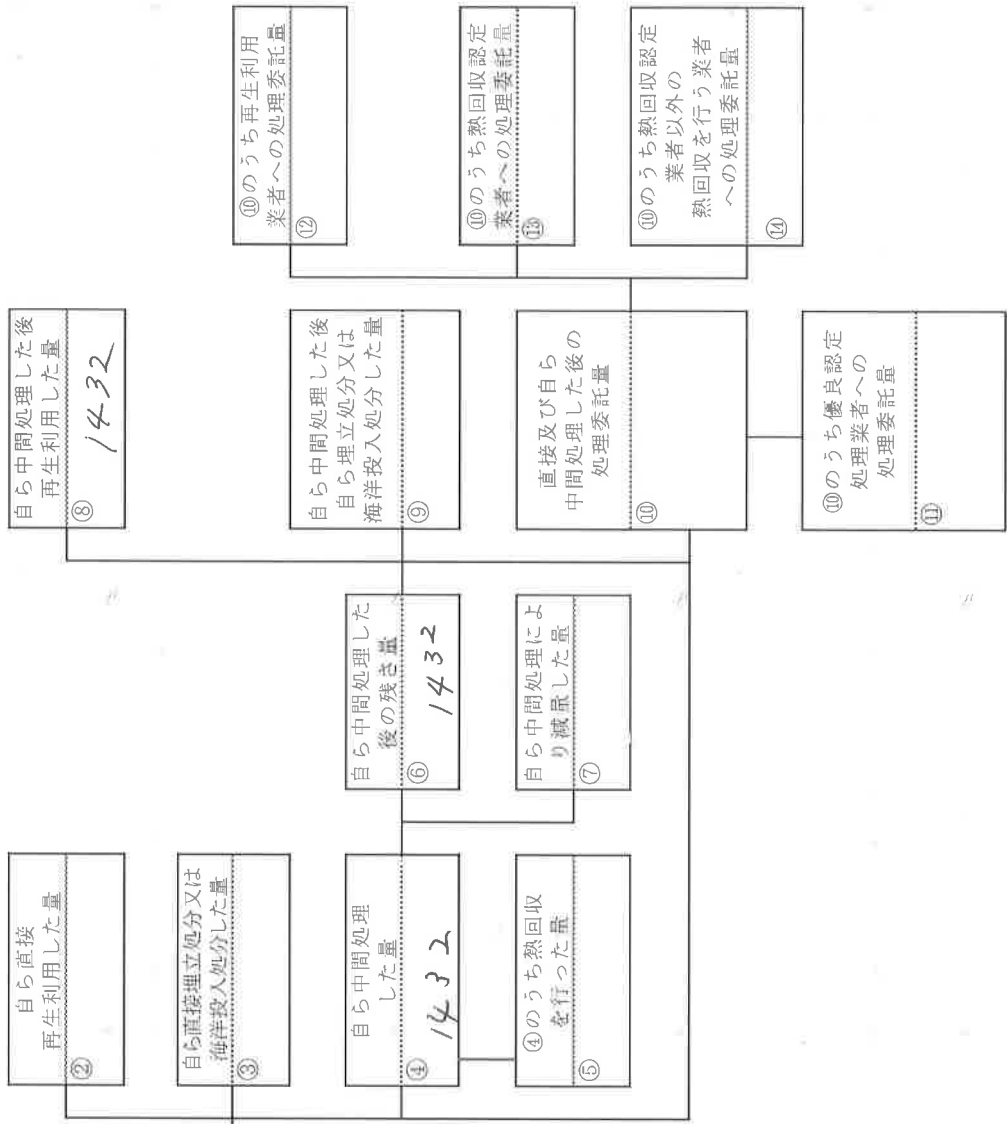 自ら直接
再生利用した量
②
自ら直接埋立処分又は
海洋投入処分した量
③
自ら中間処理
した量
④
1432
④のうち熱回収
を行った量
⑤
自ら中間処理した
後の残さ量
⑥
1432
自ら中間処理によ
り減量した量
⑦
自ら中間処理した後
再生利用した量
⑧
1432
自ら中間処理した後
自ら埋立処分又は
海洋投入処分した量
⑨
直接及び自ら
中間処理した後の
処理委託量
⑩
⑩のうち優良認定
処理業者への
処理委託量
⑪
⑩のうち再生利用
業者への処理委託量
⑫
⑩のうち熱回収認定
業者への処理委託量
⑬
⑩のうち熱回収認定
業者以外の
熱回収を行う業者
への処理委託量
⑭